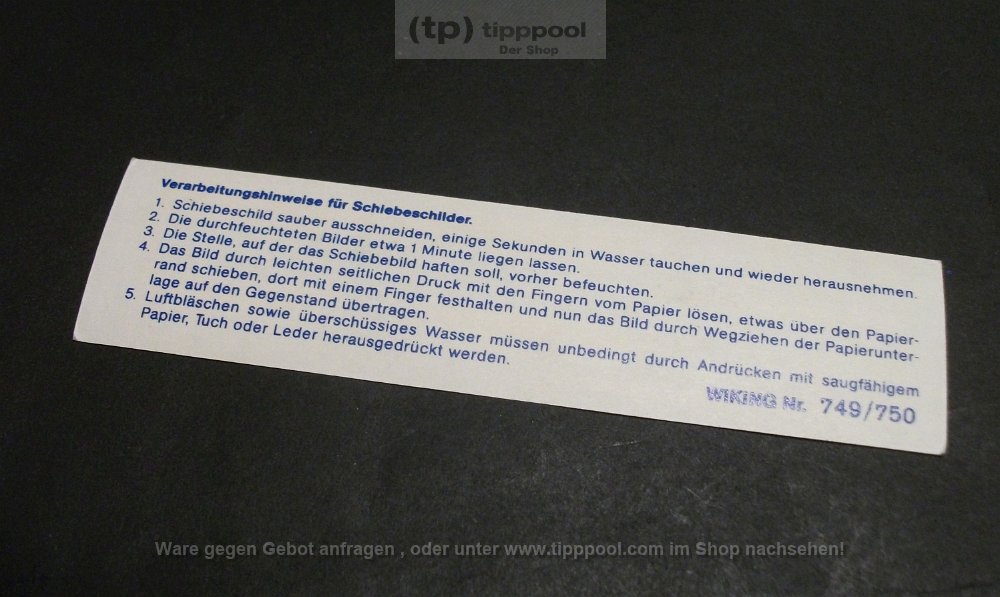 (tp) tipppool
Der Shop
Verarbeitungshinweise für Schiebeschilder.
1. Schiebeschild sauber ausschneiden, einige Sekunden in Wasser tauchen und wieder herausnehmen.
2. Die durchfeuchteten Bilder etwa 1 Minute liegen lassen.
3. Die Stelle, auf der das Schiebebild haften soll, vorher befeuchten.
4. Das Bild durch leichten seitlichen Druck mit den Fingern vom Papier lösen, etwas über den Papier-
rand schieben, dort mit einem Finger festhalten und nun das Bild durch Wegziehen der Papierunter-
lage auf den Gegenstand übertragen.
5. Luftbläschen sowie überschüssiges Wasser müssen unbedingt durch Andrücken mit saugfähigem
Papier, Tuch oder Leder herausgedrückt werden.
WIKING Nr. 749/750
Ware gegen Gebot anfragen , oder unter www.tipppool.com im Shop nachsehen!